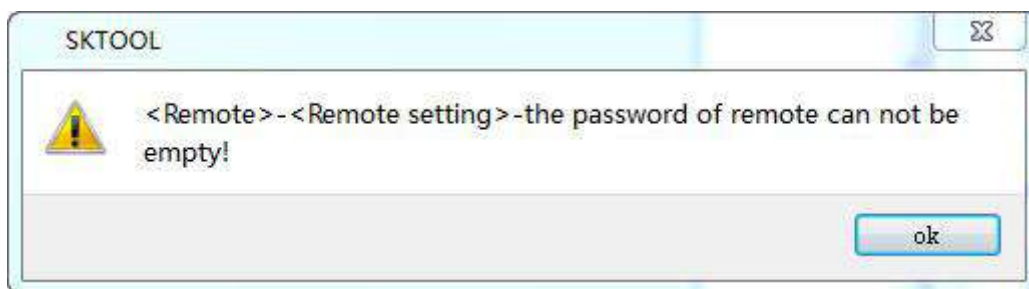 SKTOOL
<Remote>-<Remote setting>-the password of remote can not be
empty!
ok